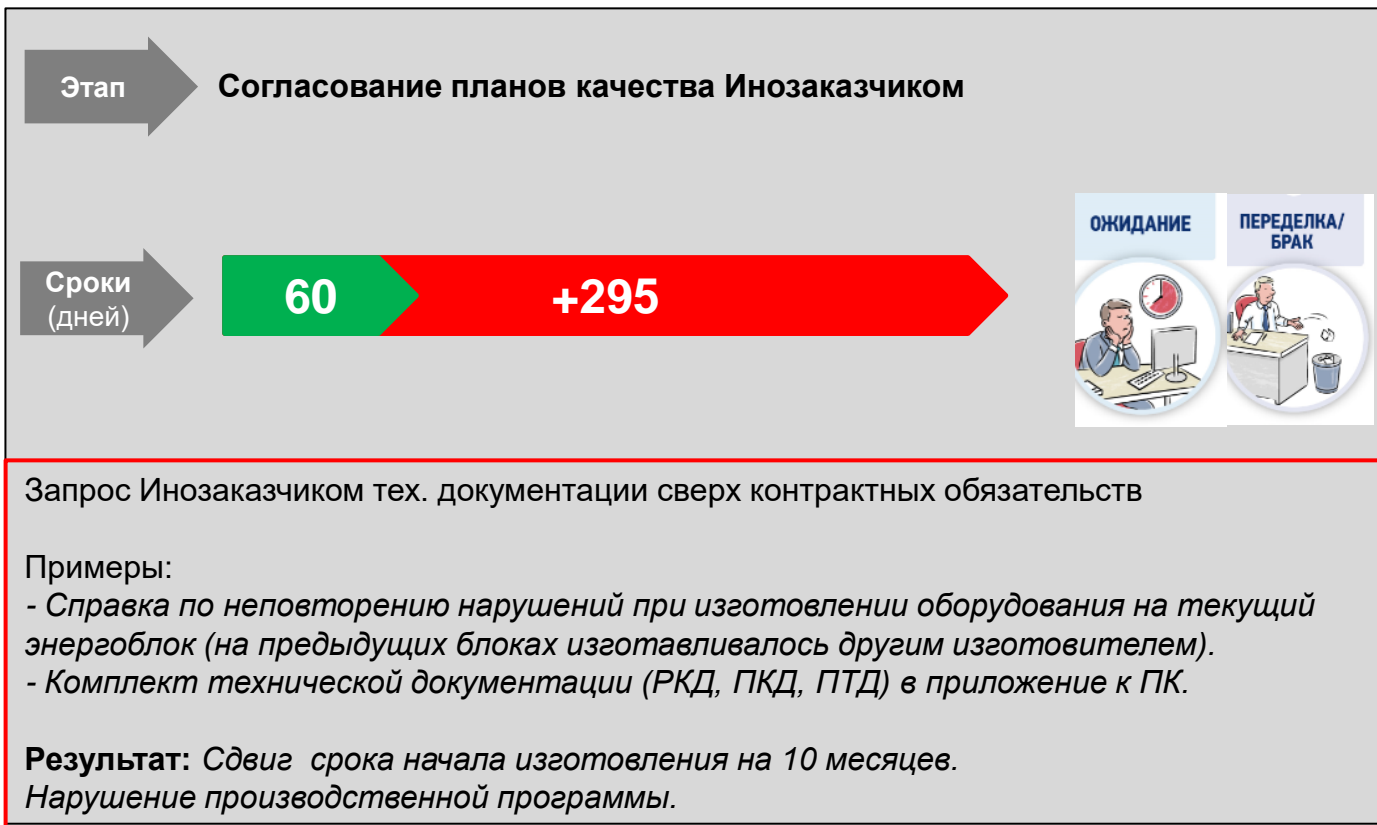 Этап
Согласование планов качества Инозаказчиком
Сроки
(дней)
60
+295
ОЖИДАНИЕ
ПЕРЕДЕЛКА/
БРАК
Запрос Инозаказчиком тех. документации сверх контрактных обязательств
Примеры:
- Справка по неповторению нарушений при изготовлении оборудования на текущий
энергоблок (на предыдущих блоках изготавливалось другим изготовителем).
- Комплект технической документации (РКД, ПКД, ПТД) в приложение к ПК.
Результат: Сдвиг  срока начала изготовления на 10 месяцев.
Нарушение производственной программы.